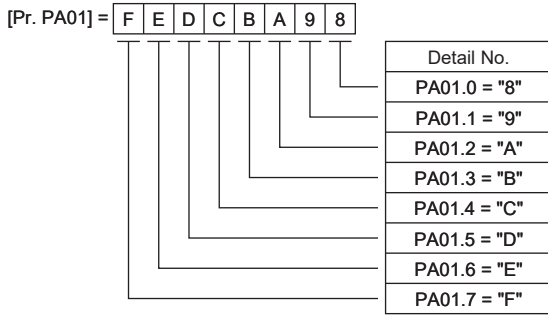 [Pr. PA01] = F E D C B A 9 8
Detail No.
PA01.0 = "8"
PA01.1 = "9"
PA01.2 = "A"
PA01.3 = "B"
PA01.4 = "C"
PA01.5 = "D"
PA01.6 = "E"
PA01.7 = "F"